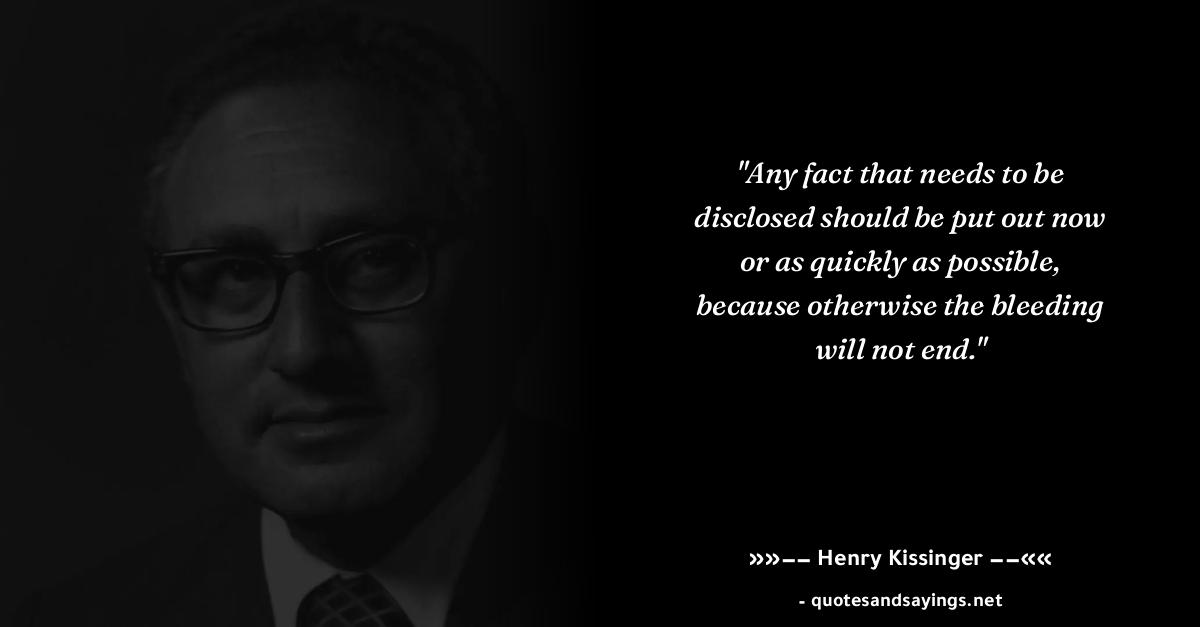 "Any fact that needs to be
disclosed should be put out now
or as quickly as possible,
because otherwise the bleeding
will not end."
»»−− Henry Kissinger −−««
- quotesandsayings.net